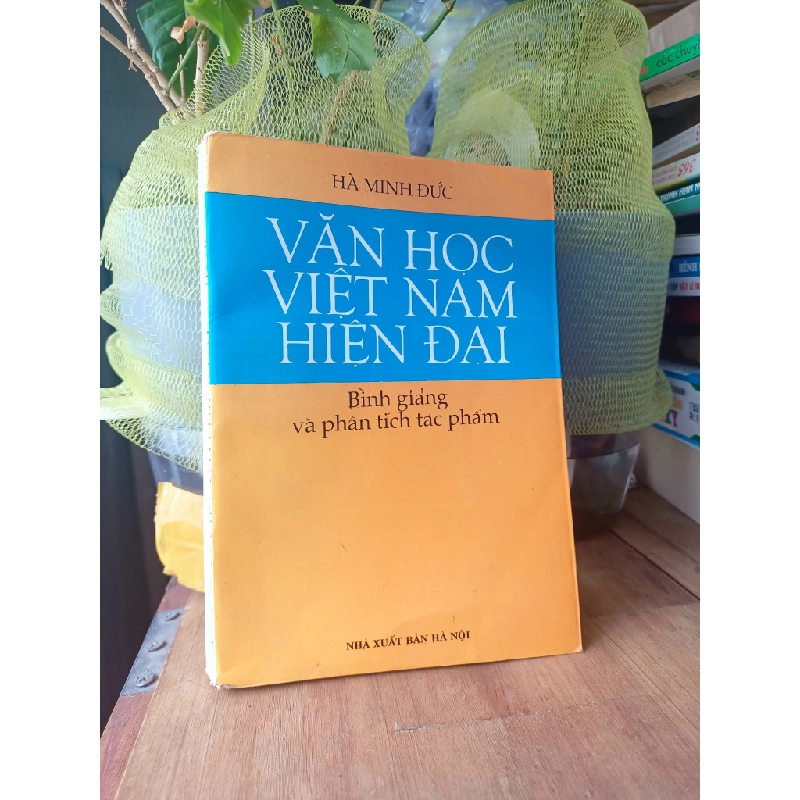 HÀ MINH ĐỨC
VĂN HỌC
VIỆT NAM
HIỆN ĐẠI
Bình giảng
và phân tích tác phẩm
NHÀ XUẤT BẢN HÀ NỘI